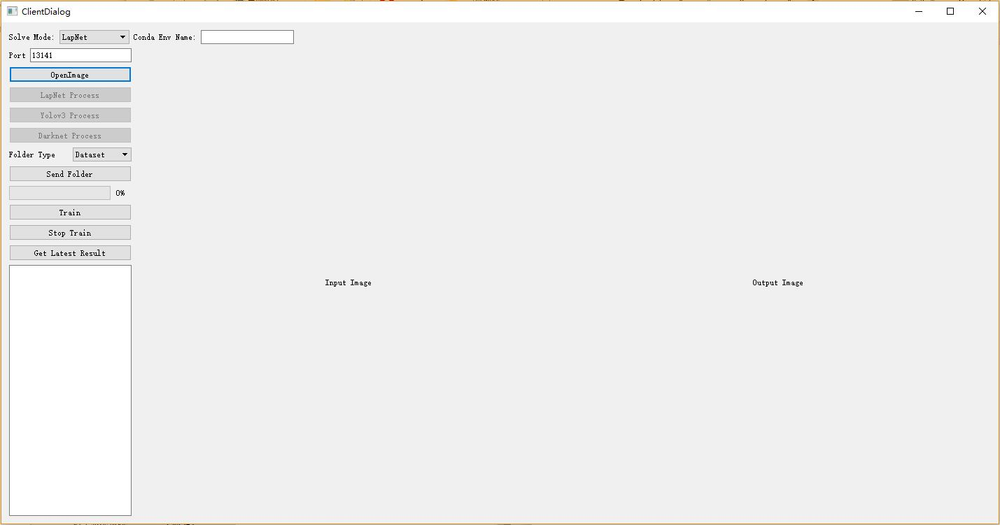 ClientDialog
Solve Mode: LapNet Conda Env Name:
Port 13141
OpenImage
LapNet Process
Yolov3 Process
Darknet Process
Folder Type Dataset
Send Folder
0%
Train
Stop Train
Get Latest Result
Input Image Output Image